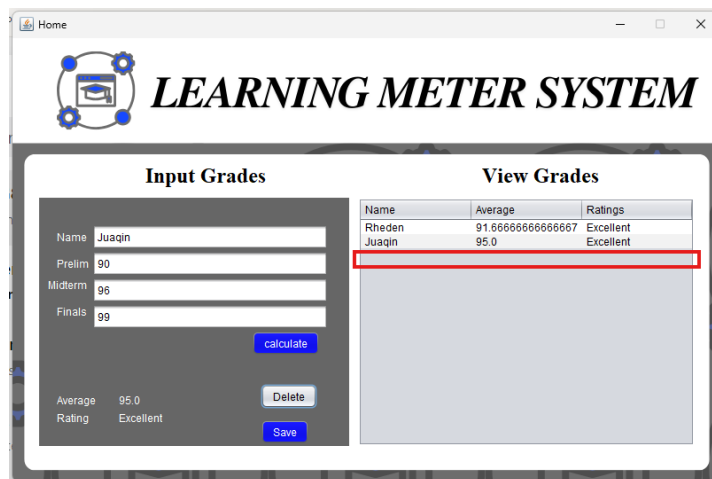 Home
LEARNING METER SYSTEM
Input Grades
Name Juaqin
Prelim 90
Midterm 96
Finals 99
calculate
Average 95.0
Rating Excellent
Delete
Save
View Grades
Name Average Ratings
Rheden 91.66666666666667 Excellent
Juaqin 95.0 Excellent